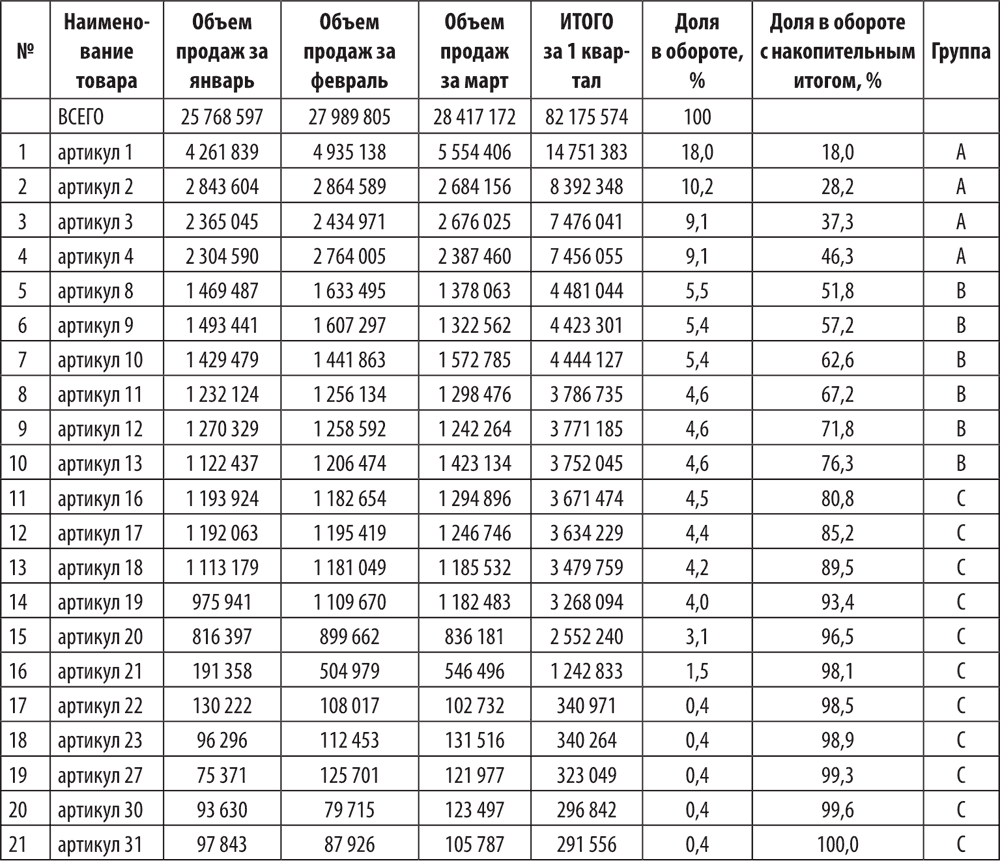 № Наимено-вание товара Объем продаж за январь Объем продаж за февраль Объем продаж за март ИТОГО за 1 квар-тал Доля в обороте, % Доля в обороте с накопительным итогом, % Группа
ВСЕГО 25 768 597 27 989 805 28 417 172 82 175 574 100
1 артикул 1 4 261 839 4 935 138 5 554 406 14 751 383 18,0 18,0 А
2 артикул 2 2 843 604 2 864 589 2 684 156 8 392 348 10,2 28,2 А
3 артикул 3 2 365 045 2 434 971 2 676 025 7 476 041 9,1 37,3 А
4 артикул 4 2 304 590 2 764 005 2 387 460 7 456 055 9,1 46,3 А
5 артикул 8 1 469 487 1 633 495 1 378 063 4 481 044 5,5 51,8 В
6 артикул 9 1 493 441 1 607 297 1 322 562 4 423 301 5,4 57,2 В
7 артикул 10 1 429 479 1 441 863 1 572 785 4 444 127 5,4 62,6 В
8 артикул 11 1 232 124 1 256 134 1 298 476 3 786 735 4,6 67,2 В
9 артикул 12 1 270 329 1 258 592 1 242 264 3 771 185 4,6 71,8 В
10 артикул 13 1 122 437 1 206 474 1 423 134 3 752 045 4,6 76,3 В
11 артикул 16 1 193 924 1 182 654 1 294 896 3 671 474 4,5 80,8 С
12 артикул 17 1 192 063 1 195 419 1 246 746 3 634 229 4,4 85,2 С
13 артикул 18 1 113 179 1 181 049 1 185 532 3 479 759 4,2 89,5 С
14 артикул 19 975 941 1 109 670 1 182 483 3 268 094 4,0 93,4 С
15 артикул 20 816 397 899 662 836 181 2 552 240 3,1 96,5 С
16 артикул 21 191 358 504 979 546 496 1 242 833 1,5 98,1 С
17 артикул 22 130 222 108 017 102 732 340 971 0,4 98,5 С
18 артикул 23 96 296 112 453 131 516 340 264 0,4 98,9 С
19 артикул 27 75 371 125 701 121 977 323 049 0,4 99,3 С
20 артикул 30 93 630 79 715 123 497 296 842 0,4 99,6 С
21 артикул 31 97 843 87 926 105 787 291 556 0,4 100,0 С